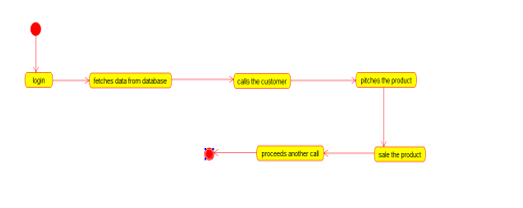 login
fetches data from database
calls the customer
pitches the product
proceeds another call
sale the product